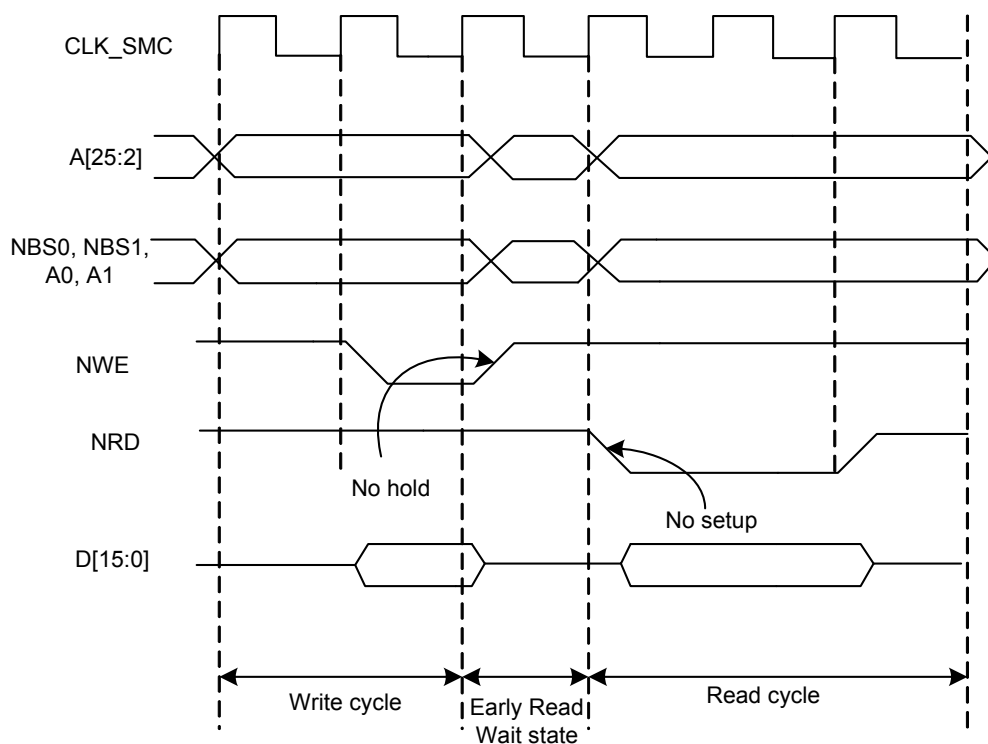 CLK_SMC
A[25:2]
NBS0, NBS1,
A0, A1
NWE
NRD
No hold
No setup
D[15:0]
Write cycle
Early Read
Wait state
Read cycle